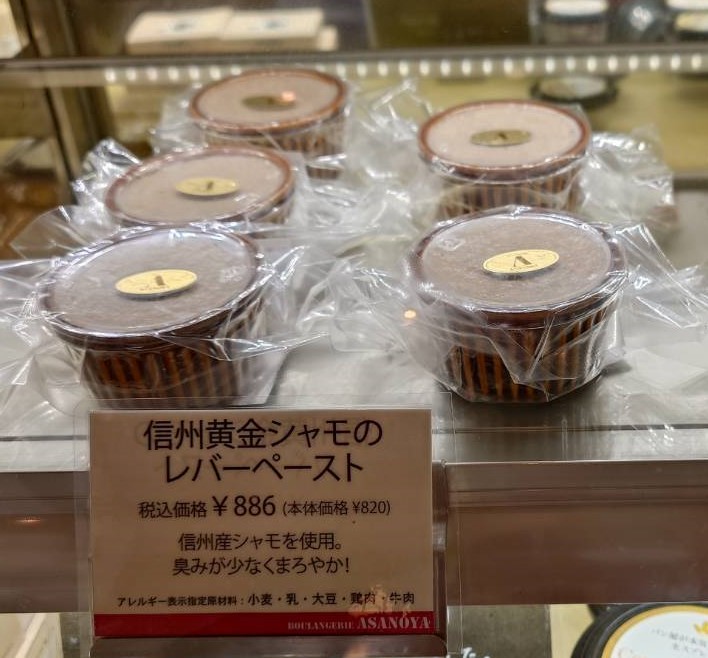 信州黄金シャモの
レバーペースト
税込価格 ¥886 (本体価格 ¥820)
信州産シャモを使用。
臭みが少なくまろやか!
アレルギー表示指定原材料:小麦・乳・大豆・鶏肉・牛肉
BOULANGERIE ASANOYA
A
A